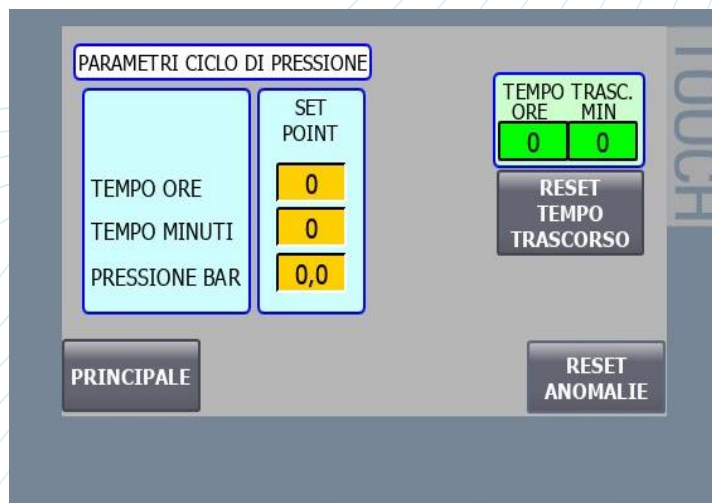 PARAMETRI CICLO DI PRESSIONE
SET
POINT
TEMPO ORE 0
TEMPO MINUTI 0
PRESSIONE BAR 0,0
TEMPO TRASC.
ORE MIN
0 0
RESET
TEMPO
TRASCORSO
PRINCIPALE
RESET
ANOMALIE
TOUCH